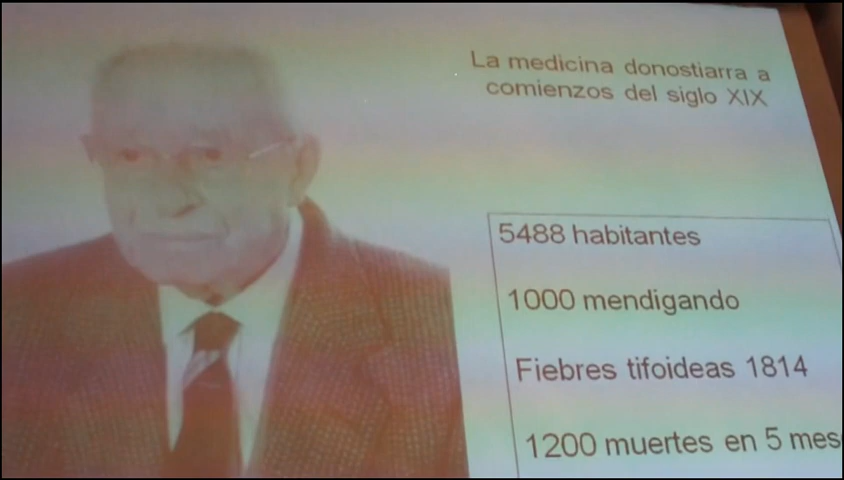 La medicina donostiarra a
comienzos del siglo XIX
5488 habitantes
1000 mendigando
Fiebres tifoideas 1814
1200 muertes en 5 mes